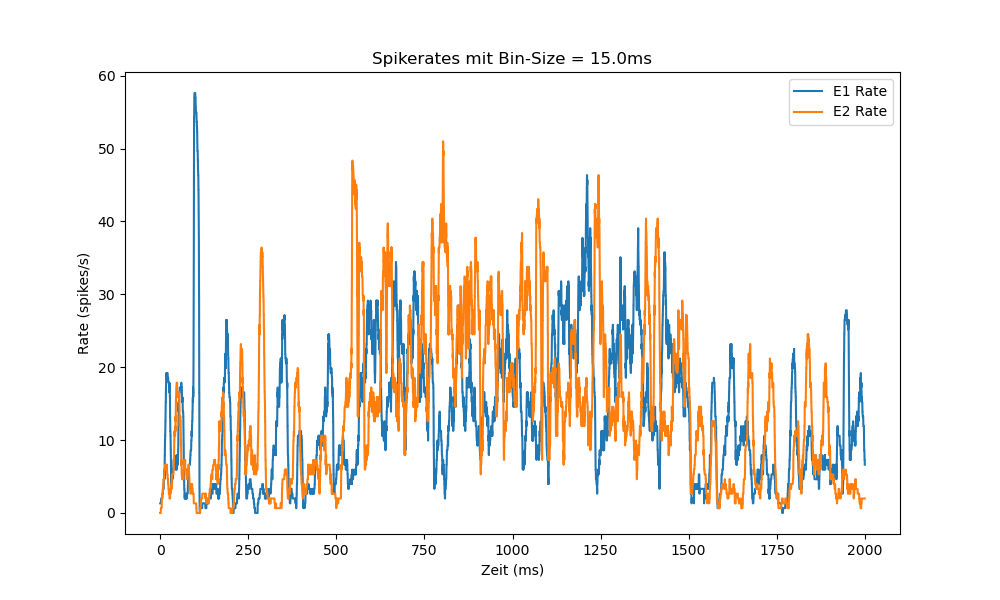 Spikerates mit Bin-Size = 15.0ms
E1 Rate
E2 Rate
Rate (spikes/s)
60
50
40
30
20
10
0
0 250 500 750 1000 1250 1500 1750 2000
Zeit (ms)